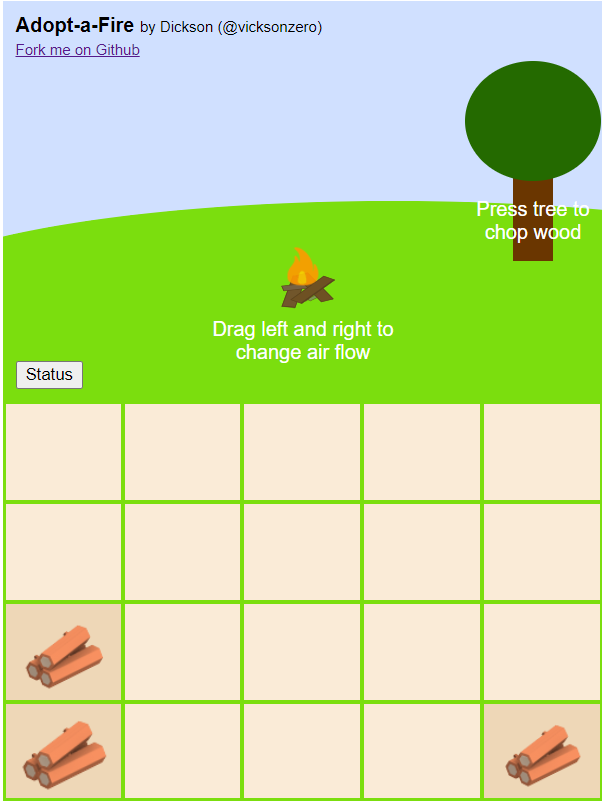 Adopt-a-Fire by Dickson (@vicksonzero)
Fork me on Github
Press tree to
chop wood
Drag left and right to
change air flow
Status